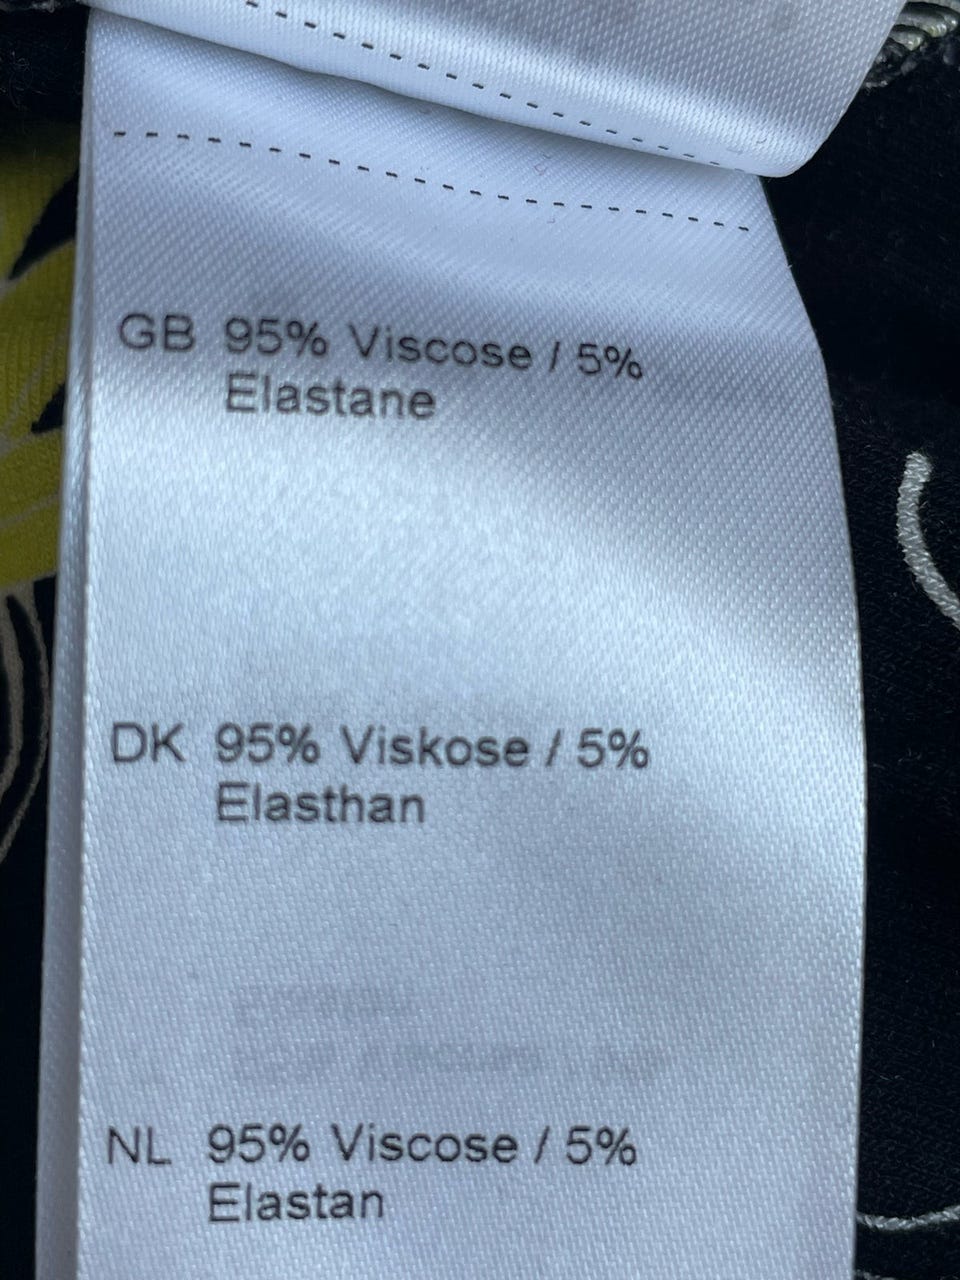 GB 95% Viscose / 5%
Elastane
DK 95% Viskose / 5%
Elasthan
NL 95% Viscose / 5%
Elastan